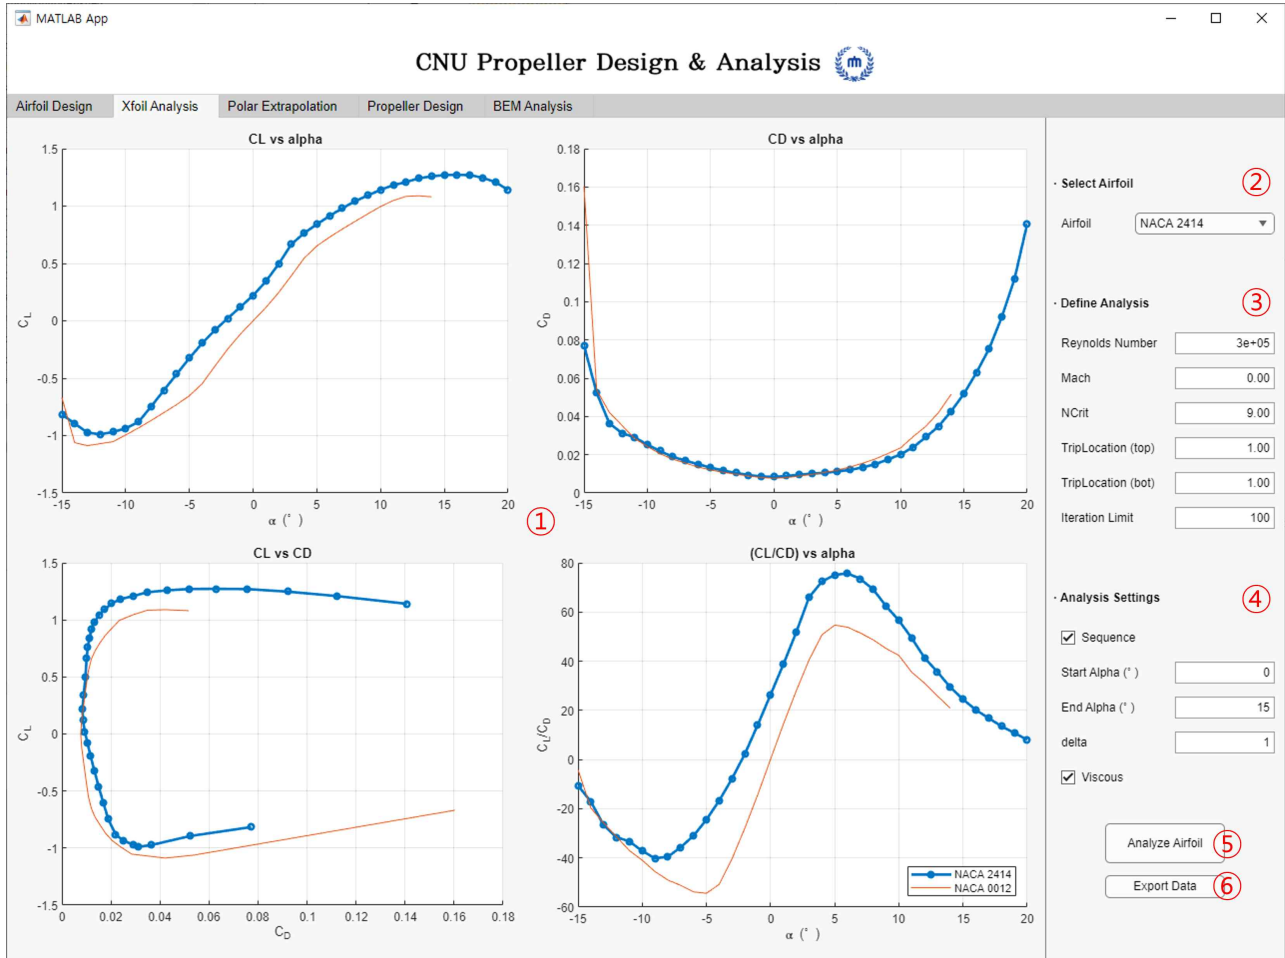 MATLAB App
CNU Propeller Design & Analysis
Airfoil Design Xfoil Analysis Polar Extrapolation Propeller Design BEM Analysis
CL vs alpha
1.5
1
0.5
0
-0.5
-1
-1.5
C_L
-15 -10 -5 0 5 10 15 20
α (°)
CD vs alpha
0.18
0.16
0.14
0.12
0.1
0.08
0.06
0.04
0.02
0
C_D
-15 -10 -5 0 5 10 15 20
α (°)
①
CL vs CD
1.5
1
0.5
0
-0.5
-1
-1.5
C_L
0 0.02 0.04 0.06 0.08 0.1 0.12 0.14 0.16 0.18
C_D
(CL/CD) vs alpha
80
60
40
20
0
-20
-40
-60
C_L/C_D
NACA 2414
NACA 0012
-15 -10 -5 0 5 10 15 20
α (°)
· Select Airfoil ②
Airfoil NACA 2414
· Define Analysis ③
Reynolds Number 3e+05
Mach 0.00
NCrit 9.00
TripLocation (top) 1.00
TripLocation (bot) 1.00
Iteration Limit 100
· Analysis Settings ④
Sequence
Start Alpha (°) 0
End Alpha (°) 15
delta 1
Viscous
Analyze Airfoil ⑤
Export Data ⑥